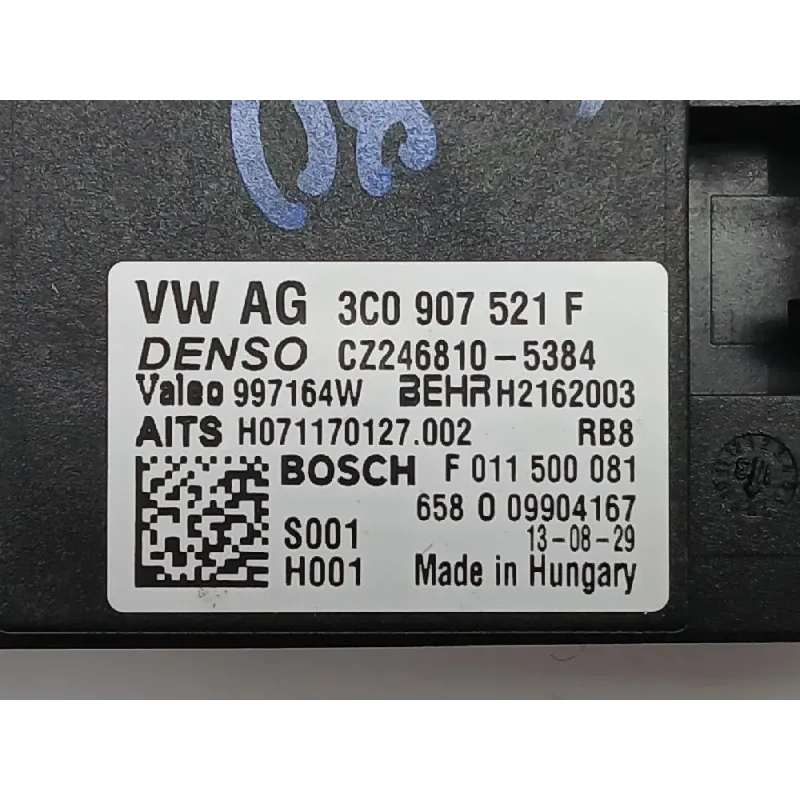 VW AG 3C0 907 521 F
DENSO CZ246810-5384
Valeo 997164W BEHR H2162003
AITS H071170127.002 RB8
BOSCH F 011 500 081
658 0 09904167
S001 13-08-29
H001 Made in Hungary